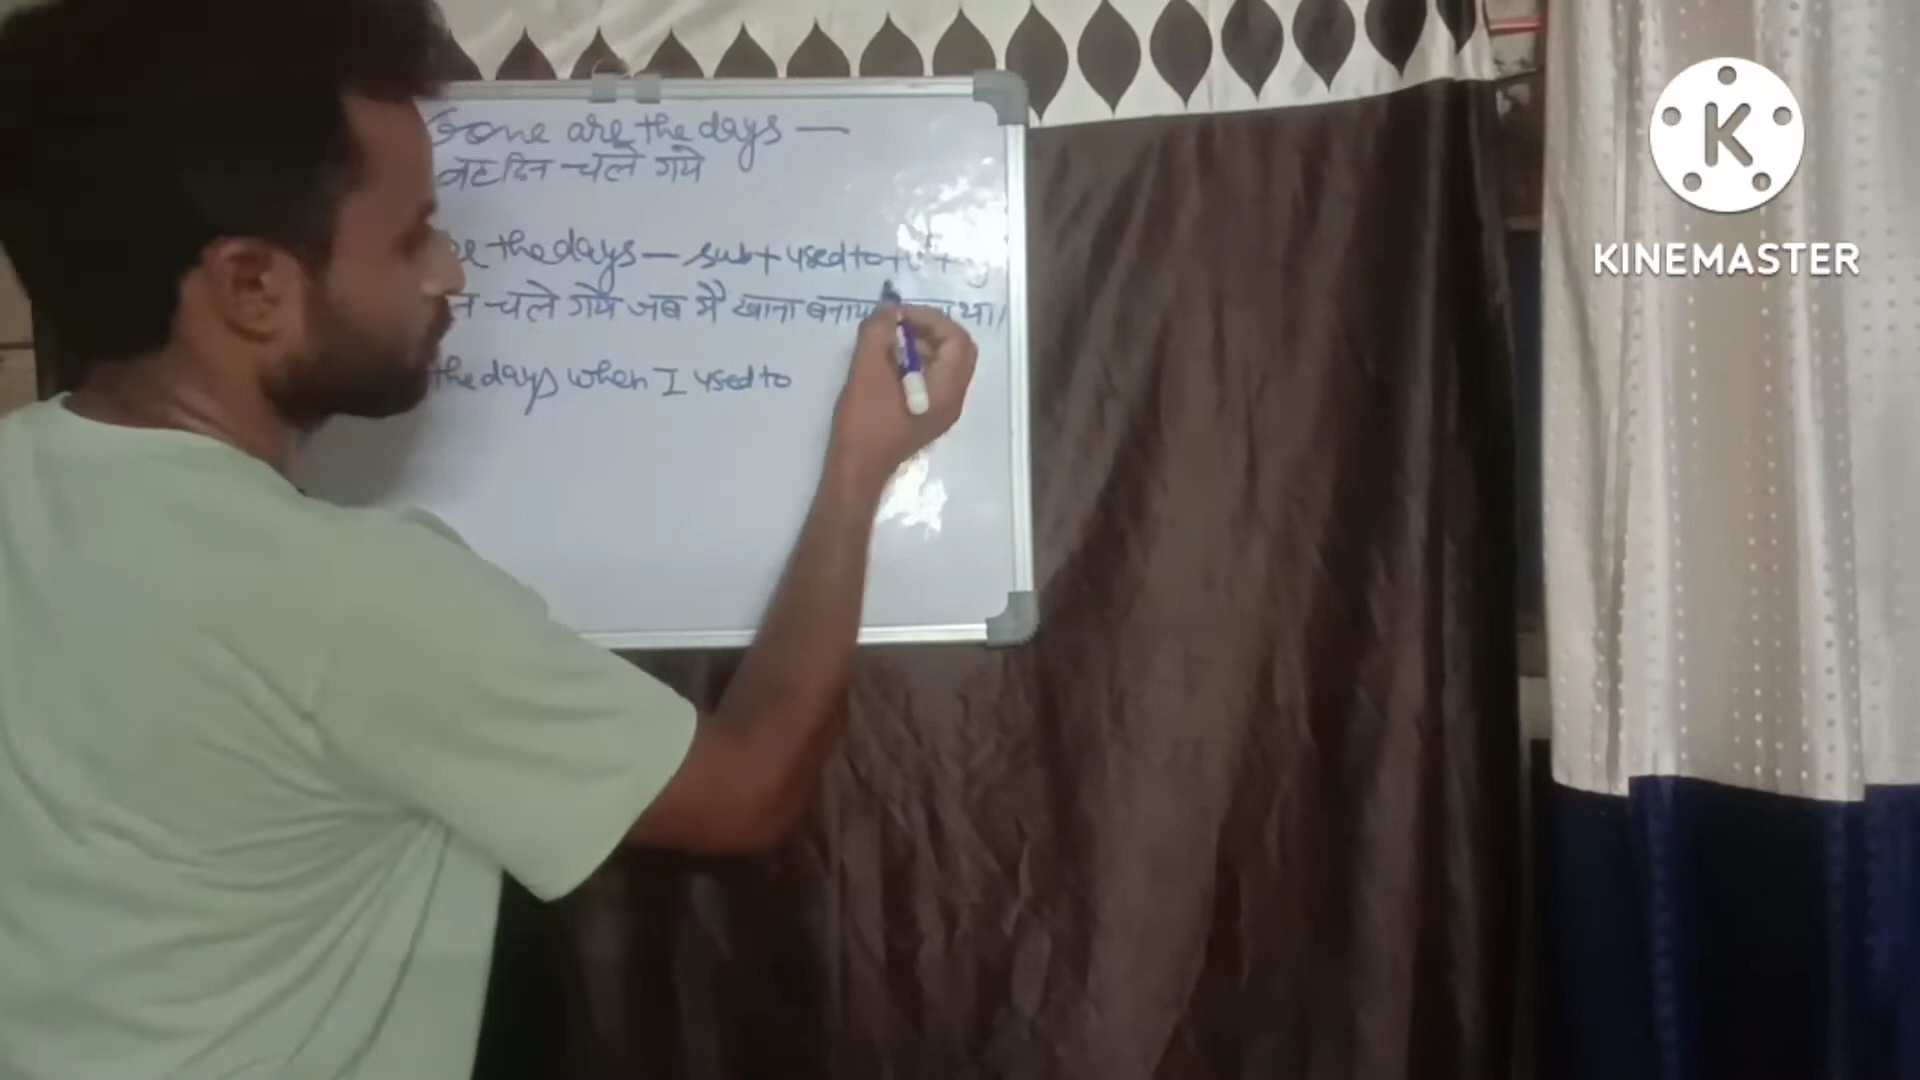 Gone are the days —
वह दिन चले गये
the days — sub + used to + v
चले गये जब मैं खाना बनाया था।
the days when I used to
KINEMASTER